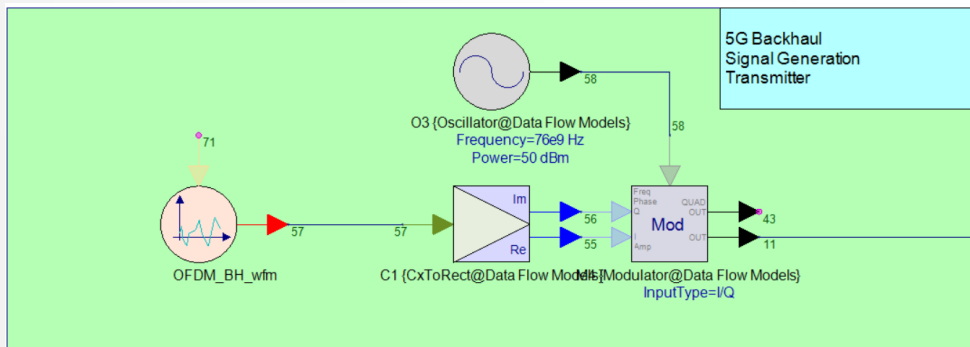 5G Backhaul
Signal Generation
Transmitter
58
O3 {Oscillator@Data Flow Models}
Frequency=76e9 Hz
Power=50 dBm
58
71
Freq
Phase
Q
I
Amp
QUAD
OUT
OUT
Mod
Im
Re
57
57
56
55
43
11
OFDM_BH_wfm
C1 {CxToRect@Data Flow Models}
{Modulator@Data Flow Models}
InputType=I/Q